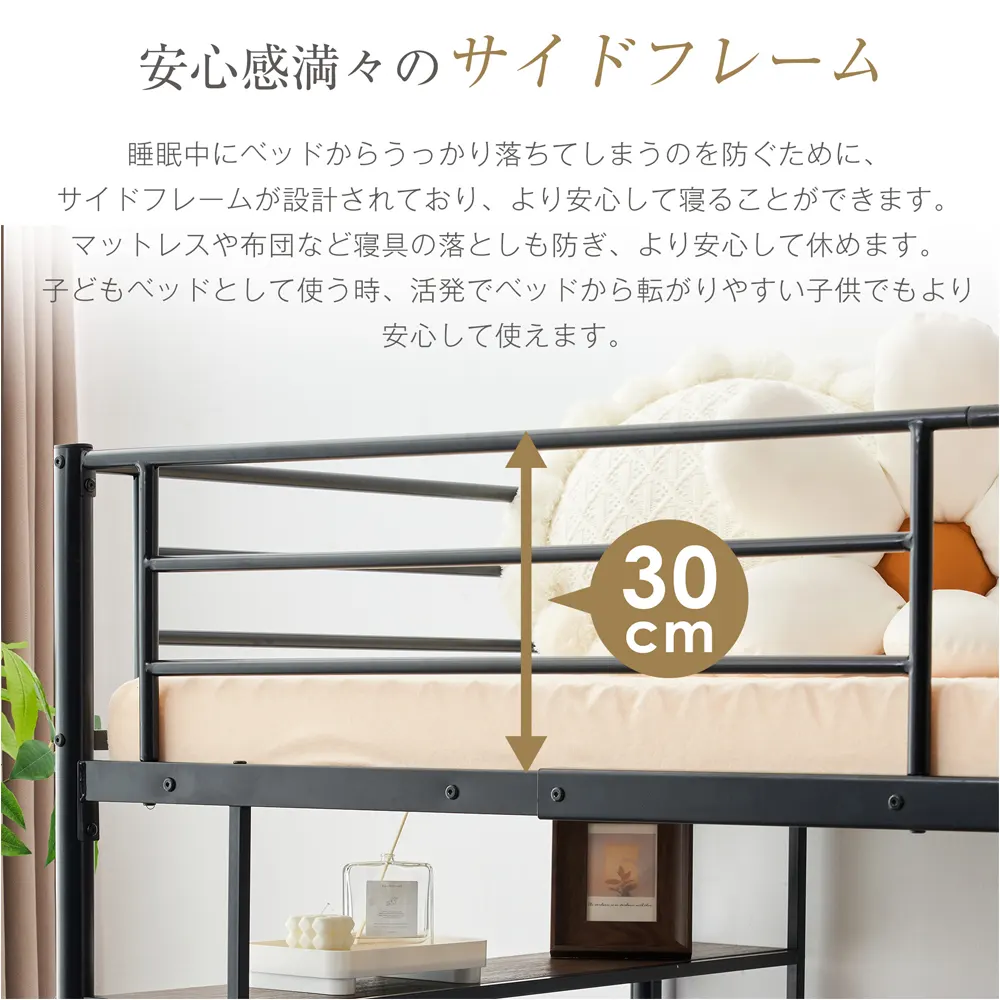 安心感満々のサイドフレーム
睡眠中にベッドからうっかり落ちてしまうのを防ぐために、
サイドフレームが設計されており、より安心して寝ることができます。
マットレスや布団など寝具の落としも防ぎ、より安心して休めます。
子どもベッドとして使う時、活発でベッドから転がりやすい子供でもより
安心して使えます。
30
cm